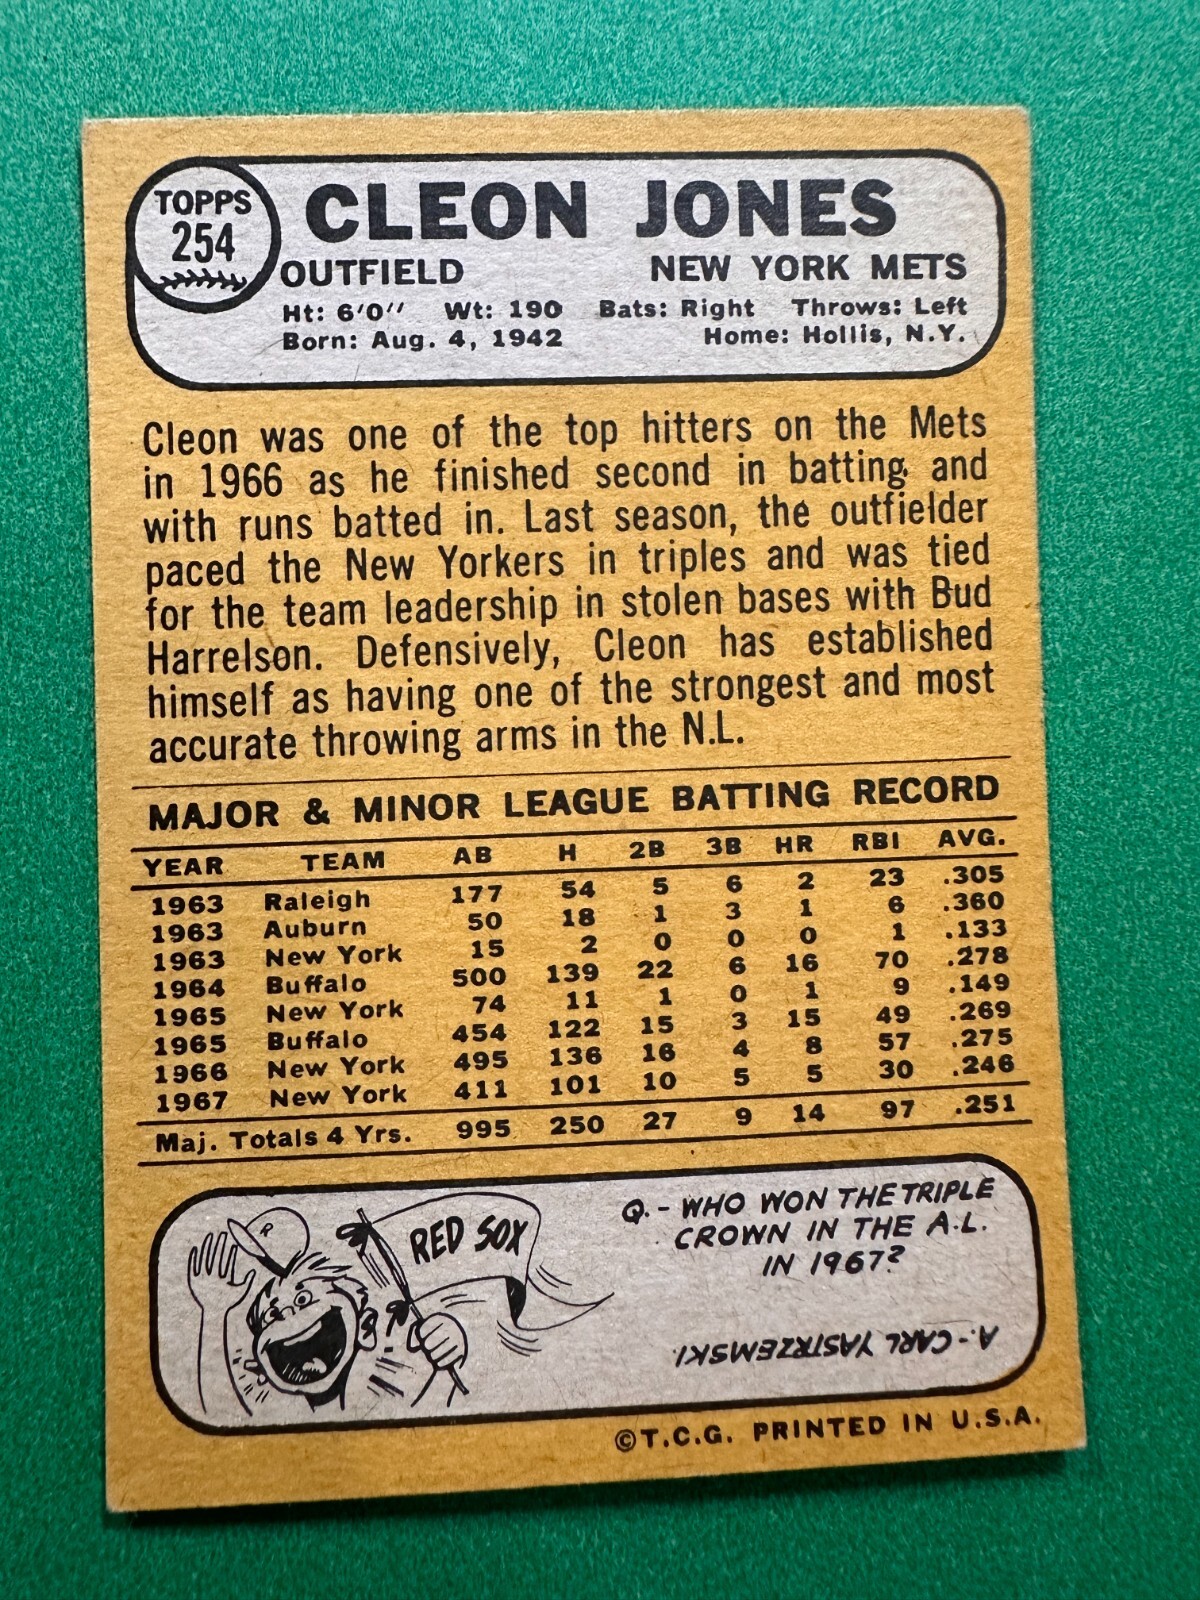 TOPPS
254
CLEON JONES
OUTFIELD NEW YORK METS
Ht: 6'0" Wt: 190 Bats: Right Throws: Left
Born: Aug. 4, 1942 Home: Hollis, N.Y.
Cleon was one of the top hitters on the Mets
in 1966 as he finished second in batting and
with runs batted in. Last season, the outfielder
paced the New Yorkers in triples and was tied
for the team leadership in stolen bases with Bud
Harrelson. Defensively, Cleon has established
himself as having one of the strongest and most
accurate throwing arms in the N.L.
MAJOR & MINOR LEAGUE BATTING RECORD
YEAR TEAM AB H 2B 3B HR RBI AVG.
1963 Raleigh 177 54 5 6 2 23 .305
1963 Auburn 50 18 1 3 1 6 .360
1963 New York 15 2 0 0 0 1 .133
1964 Buffalo 500 139 22 6 16 70 .278
1965 New York 74 11 1 0 1 9 .149
1965 Buffalo 454 122 15 3 15 49 .269
1966 New York 495 136 16 4 8 57 .275
1967 New York 411 101 10 5 5 30 .246
Maj. Totals 4 Yrs. 995 250 27 9 14 97 .251
R
RED SOX
Q.- WHO WON THE TRIPLE
CROWN IN THE A.L.
IN 1967?
A.- CARL YASTRZEMSKI.
©T.C.G. PRINTED IN U.S.A.